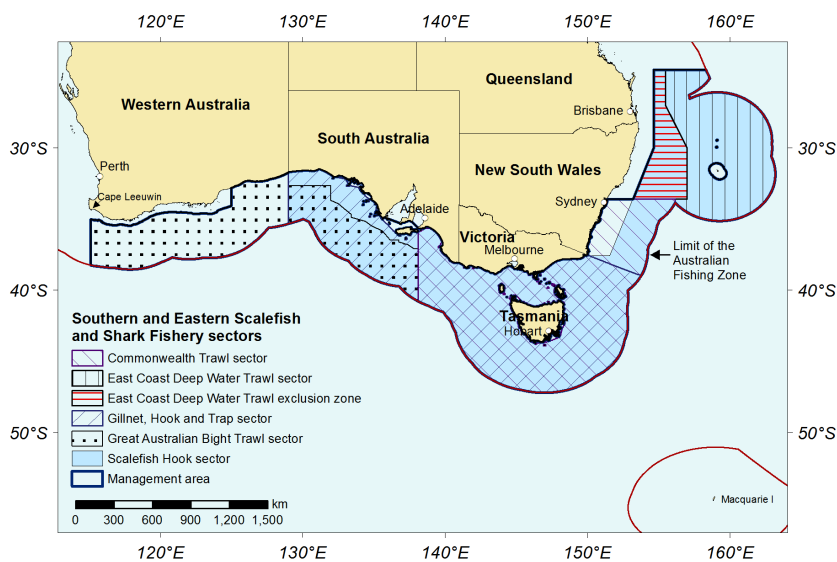 120°E 130°E 140°E 150°E 160°E
Queensland
Western Australia
Brisbane
South Australia
30°S 30°S
Perth
New South Wales
Cape Leeuwin
Sydney
Adelaide
Victoria
Melbourne
Limit of the
Australian
Fishing Zone
40°S 40°S
Tasmania
Hobart
Southern and Eastern Scalefish
and Shark Fishery sectors
Commonwealth Trawl sector
East Coast Deep Water Trawl sector
East Coast Deep Water Trawl exclusion zone
Gillnet, Hook and Trap sector
Great Australian Bight Trawl sector
Scalefish Hook sector
Management area
50°S 50°S
km
0 300 600 900 1,200 1,500
Macquarie I
120°E 130°E 140°E 150°E 160°E